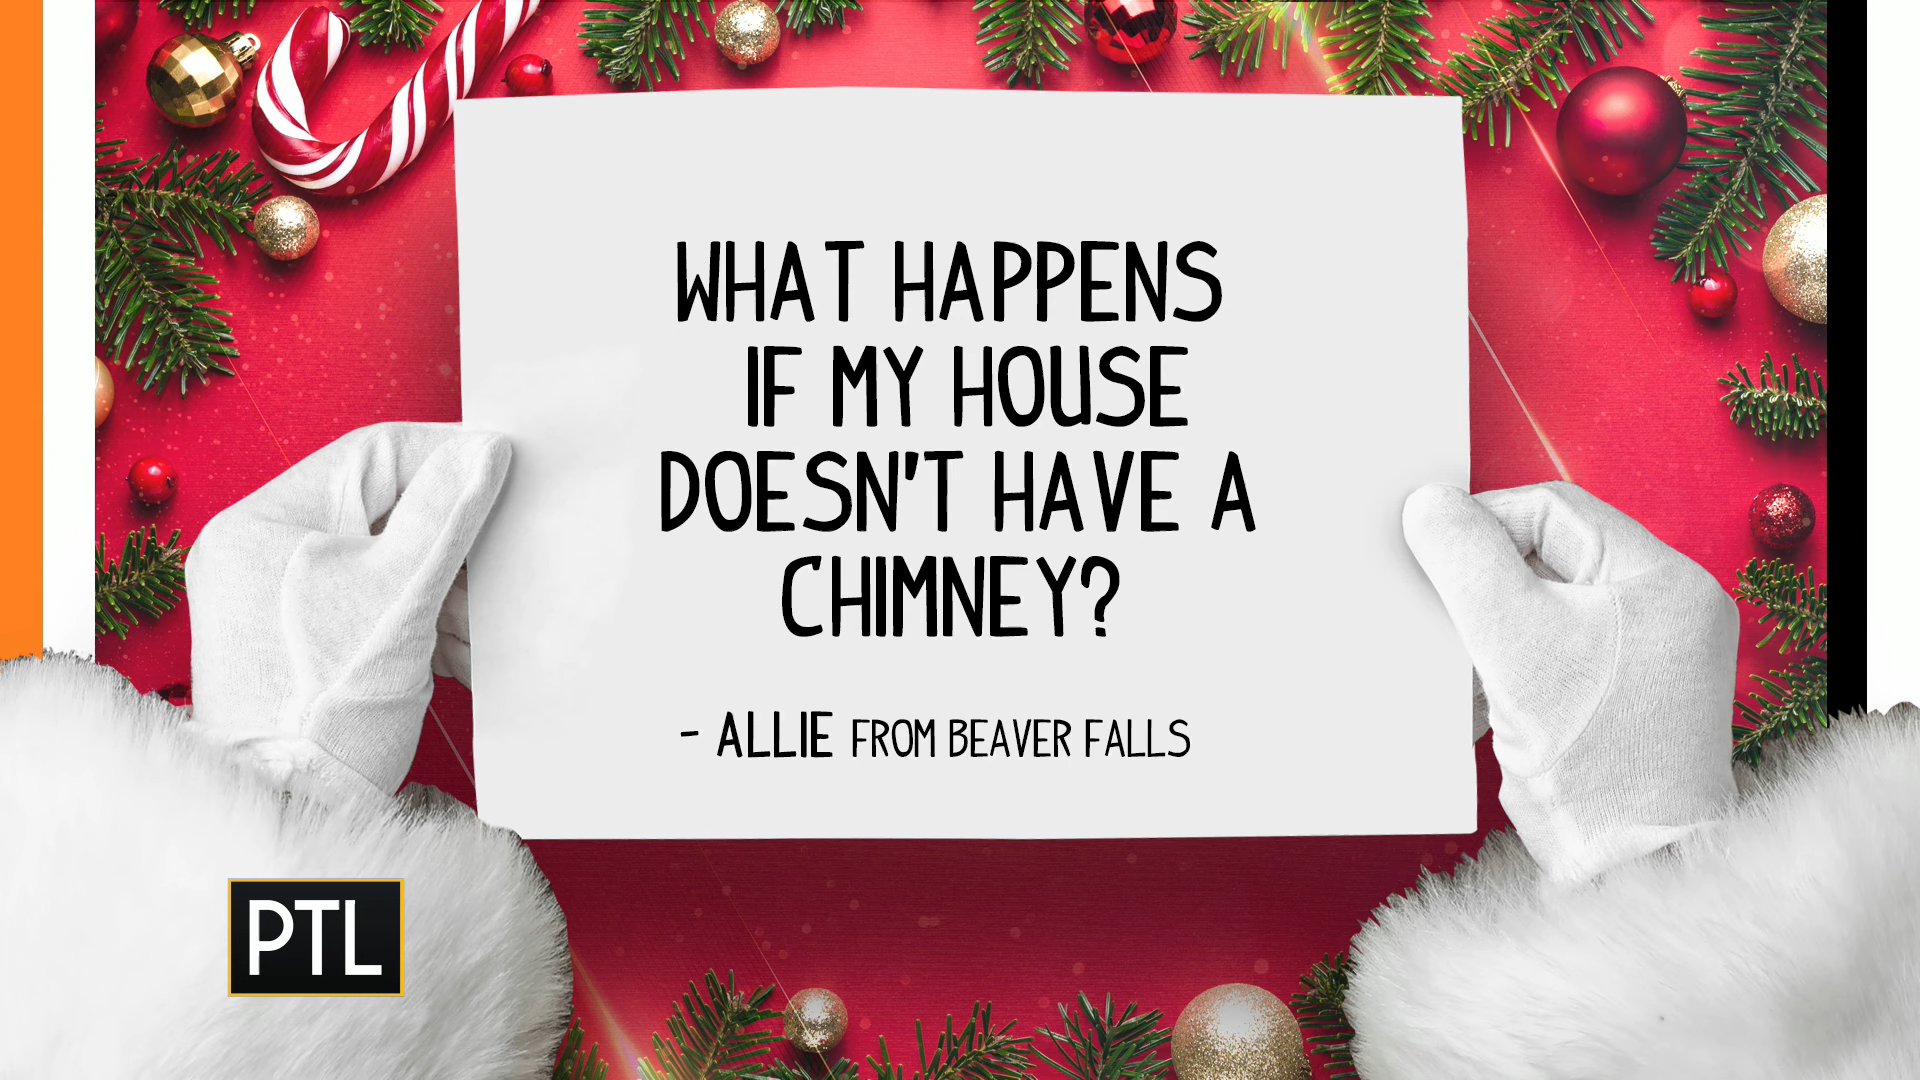 WHAT HAPPENS
IF MY HOUSE
DOESN'T HAVE A
CHIMNEY?
- ALLIE FROM BEAVER FALLS
PTL